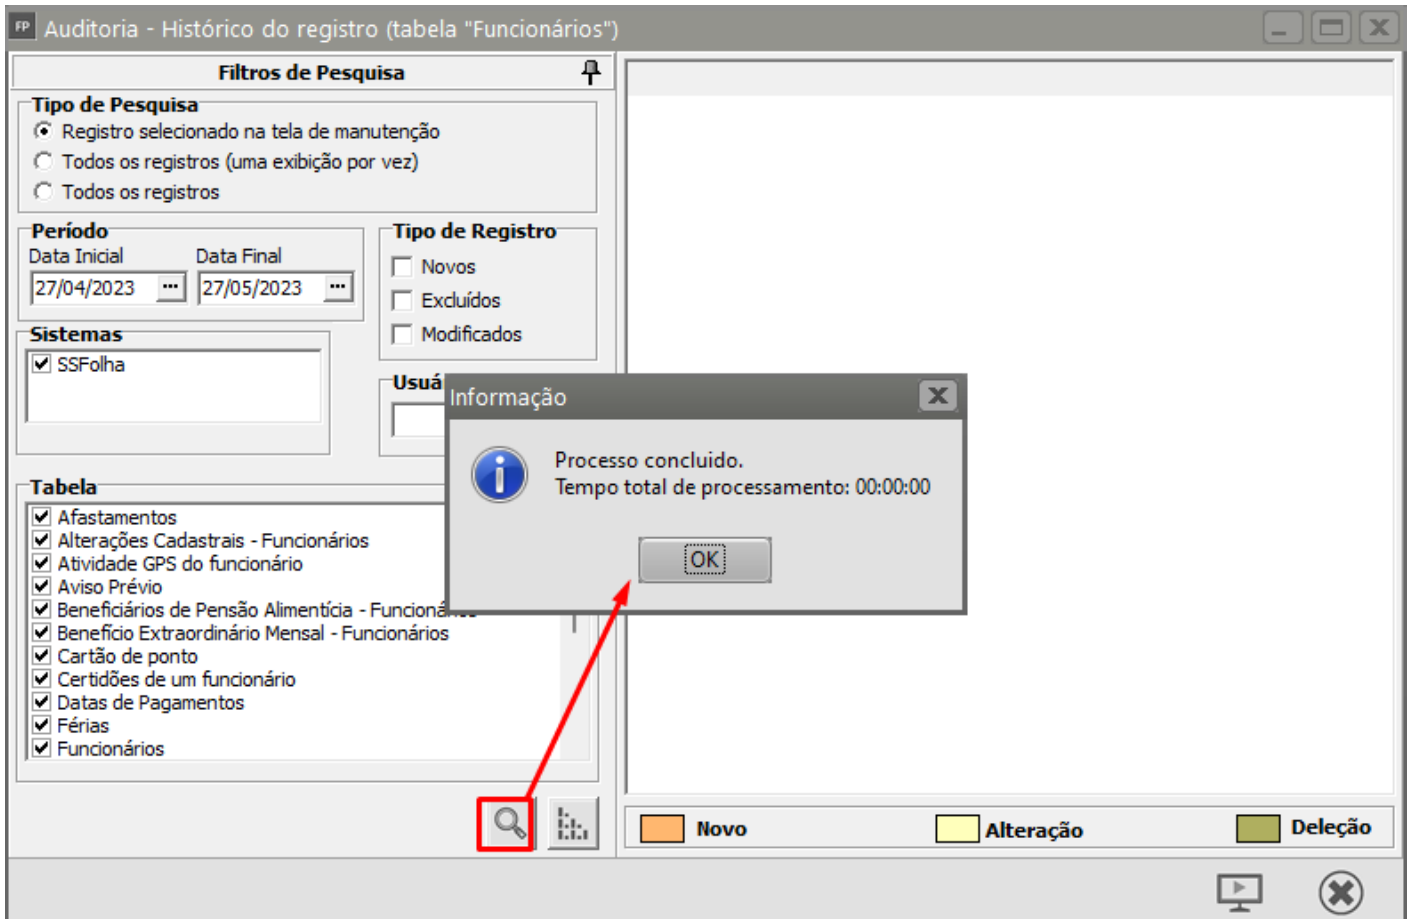 FP Auditoria - Histórico do registro (tabela "Funcionários")
Filtros de Pesquisa
Tipo de Pesquisa
Registro selecionado na tela de manutenção
Todos os registros (uma exibição por vez)
Todos os registros
Período
Data Inicial Data Final
27/04/2023 ... 27/05/2023 ...
Tipo de Registro
Novos
Excluídos
Modificados
Sistemas
SSFolha
Usuá
Informação
Processo concluido.
Tempo total de processamento: 00:00:00
OK
Tabela
Afastamentos
Alterações Cadastrais - Funcionários
Atividade GPS do funcionário
Aviso Prévio
Beneficiários de Pensão Alimentícia - Funcioná
Benefício Extraordinário Mensal - Funcionários
Cartão de ponto
Certidões de um funcionário
Datas de Pagamentos
Férias
Funcionários
Novo Alteração Deleção